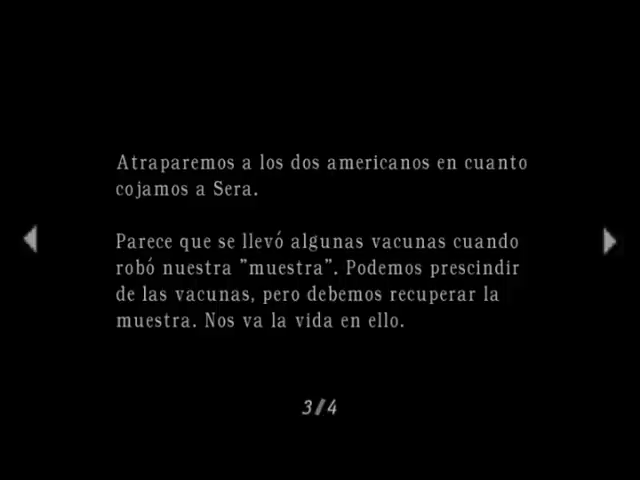 Atraparemos a los dos americanos en cuanto
cojamos a Sera.
Parece que se llevó algunas vacunas cuando
robó nuestra "muestra". Podemos prescindir
de las vacunas, pero debemos recuperar la
muestra. Nos va la vida en ello.
3/4